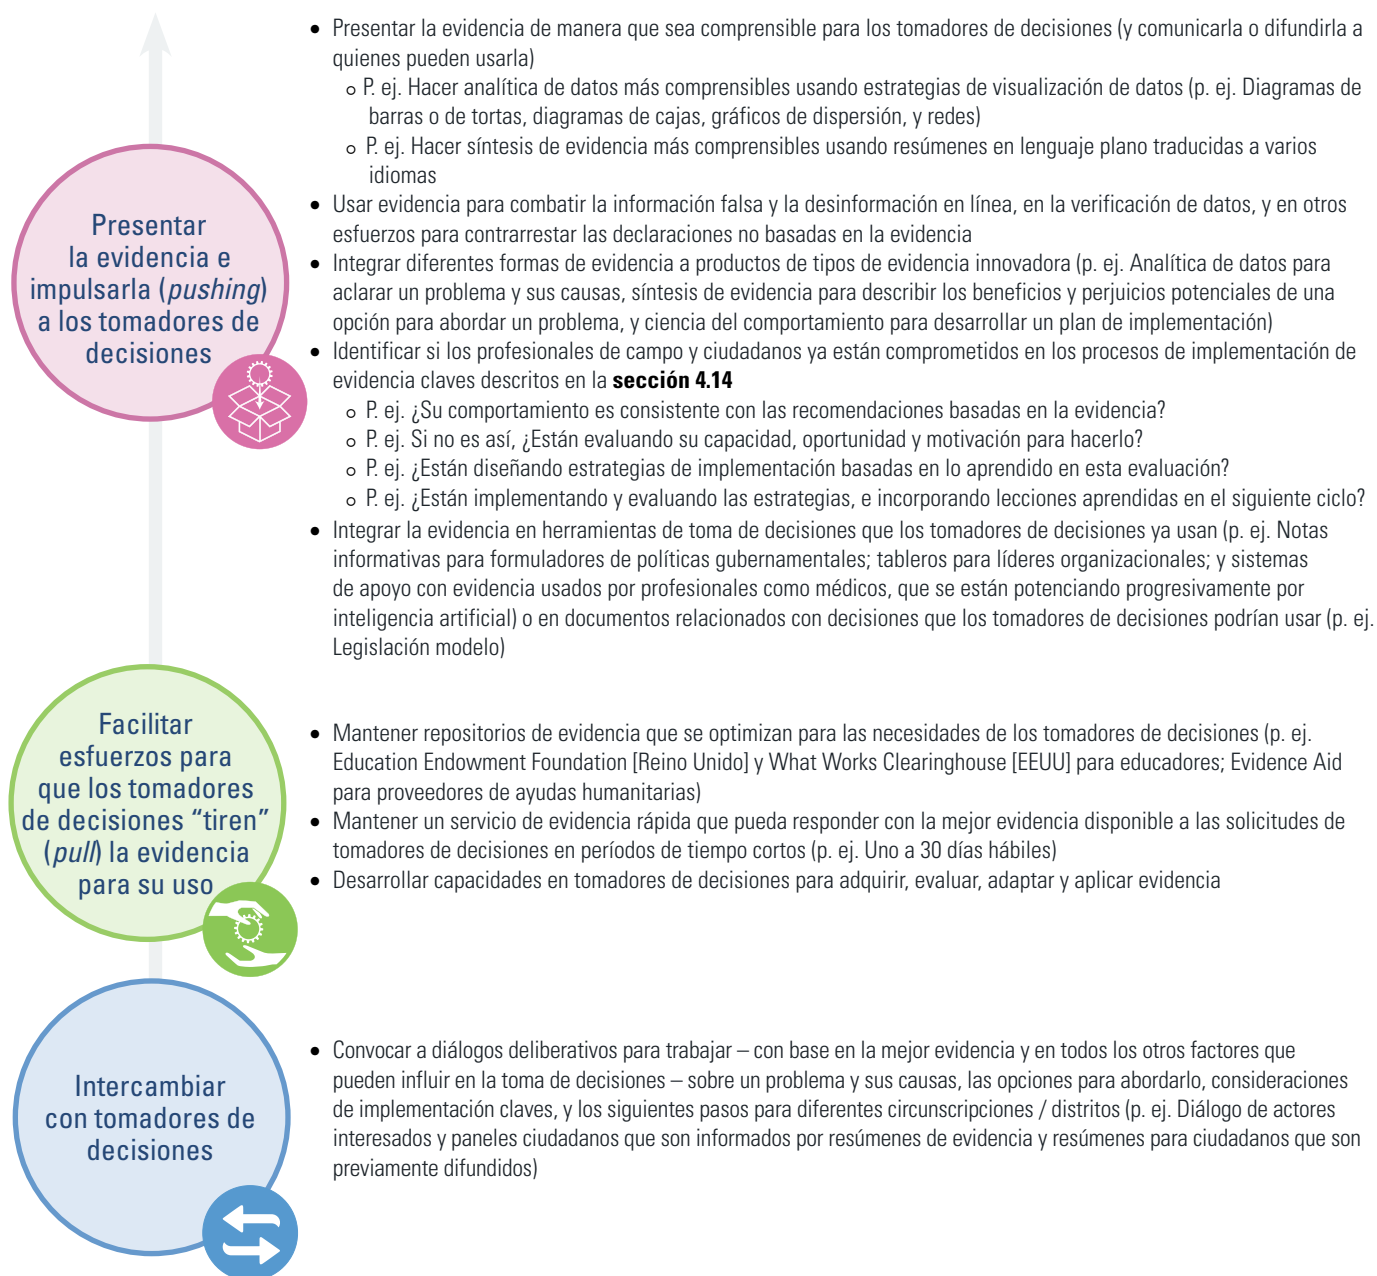 Presentar
la evidencia e
impulsarla (pushing)
a los tomadores de
decisiones
• Presentar la evidencia de manera que sea comprensible para los tomadores de decisiones (y comunicarla o difundirla a
quienes pueden usarla)
o P. ej. Hacer analítica de datos más comprensibles usando estrategias de visualización de datos (p. ej. Diagramas de
barras o de tortas, diagramas de cajas, gráficos de dispersión, y redes)
o P. ej. Hacer síntesis de evidencia más comprensibles usando resúmenes en lenguaje plano traducidas a varios
idiomas
• Usar evidencia para combatir la información falsa y la desinformación en línea, en la verificación de datos, y en otros
esfuerzos para contrarrestar las declaraciones no basadas en la evidencia
• Integrar diferentes formas de evidencia a productos de tipos de evidencia innovadora (p. ej. Analítica de datos para
aclarar un problema y sus causas, síntesis de evidencia para describir los beneficios y perjuicios potenciales de una
opción para abordar un problema, y ciencia del comportamiento para desarrollar un plan de implementación)
• Identificar si los profesionales de campo y ciudadanos ya están comprometidos en los procesos de implementación de
evidencia claves descritos en la sección 4.14
o P. ej. ¿Su comportamiento es consistente con las recomendaciones basadas en la evidencia?
o P. ej. Si no es así, ¿Están evaluando su capacidad, oportunidad y motivación para hacerlo?
o P. ej. ¿Están diseñando estrategias de implementación basadas en lo aprendido en esta evaluación?
o P. ej. ¿Están implementando y evaluando las estrategias, e incorporando lecciones aprendidas en el siguiente ciclo?
• Integrar la evidencia en herramientas de toma de decisiones que los tomadores de decisiones ya usan (p. ej. Notas
informativas para formuladores de políticas gubernamentales; tableros para líderes organizacionales; y sistemas
de apoyo con evidencia usados por profesionales como médicos, que se están potenciando progresivamente por
inteligencia artificial) o en documentos relacionados con decisiones que los tomadores de decisiones podrían usar (p. ej.
Legislación modelo)
Facilitar
esfuerzos para
que los tomadores
de decisiones “tiren”
(pull) la evidencia
para su uso
• Mantener repositorios de evidencia que se optimizan para las necesidades de los tomadores de decisiones (p. ej.
Education Endowment Foundation [Reino Unido] y What Works Clearinghouse [EEUU] para educadores; Evidence Aid
para proveedores de ayudas humanitarias)
• Mantener un servicio de evidencia rápida que pueda responder con la mejor evidencia disponible a las solicitudes de
tomadores de decisiones en períodos de tiempo cortos (p. ej. Uno a 30 días hábiles)
• Desarrollar capacidades en tomadores de decisiones para adquirir, evaluar, adaptar y aplicar evidencia
Intercambiar
con tomadores de
decisiones
• Convocar a diálogos deliberativos para trabajar – con base en la mejor evidencia y en todos los otros factores que
pueden influir en la toma de decisiones – sobre un problema y sus causas, las opciones para abordarlo, consideraciones
de implementación claves, y los siguientes pasos para diferentes circunscripciones / distritos (p. ej. Diálogo de actores
interesados y paneles ciudadanos que son informados por resúmenes de evidencia y resúmenes para ciudadanos que son
previamente difundidos)